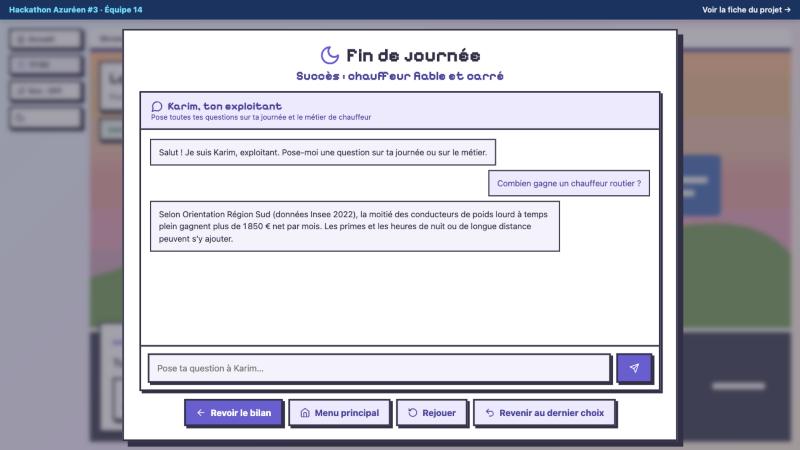 Hackathon Azuréen #3 · Équipe 14
Voir la fiche du projet →
Fin de journée
Succès : chauffeur fiable et carré
Karim, ton exploitant
Pose toutes tes questions sur ta journée et le métier de chauffeur
Salut ! Je suis Karim, exploitant. Pose-moi une question sur ta journée ou sur le métier.
Combien gagne un chauffeur routier ?
Selon Orientation Région Sud (données Insee 2022), la moitié des conducteurs de poids lourd à temps
plein gagnent plus de 1 850 € net par mois. Les primes et les heures de nuit ou de longue distance
peuvent s'y ajouter.
Pose ta question à Karim...
← Revoir le bilan
Menu principal
Rejouer
Revenir au dernier choix